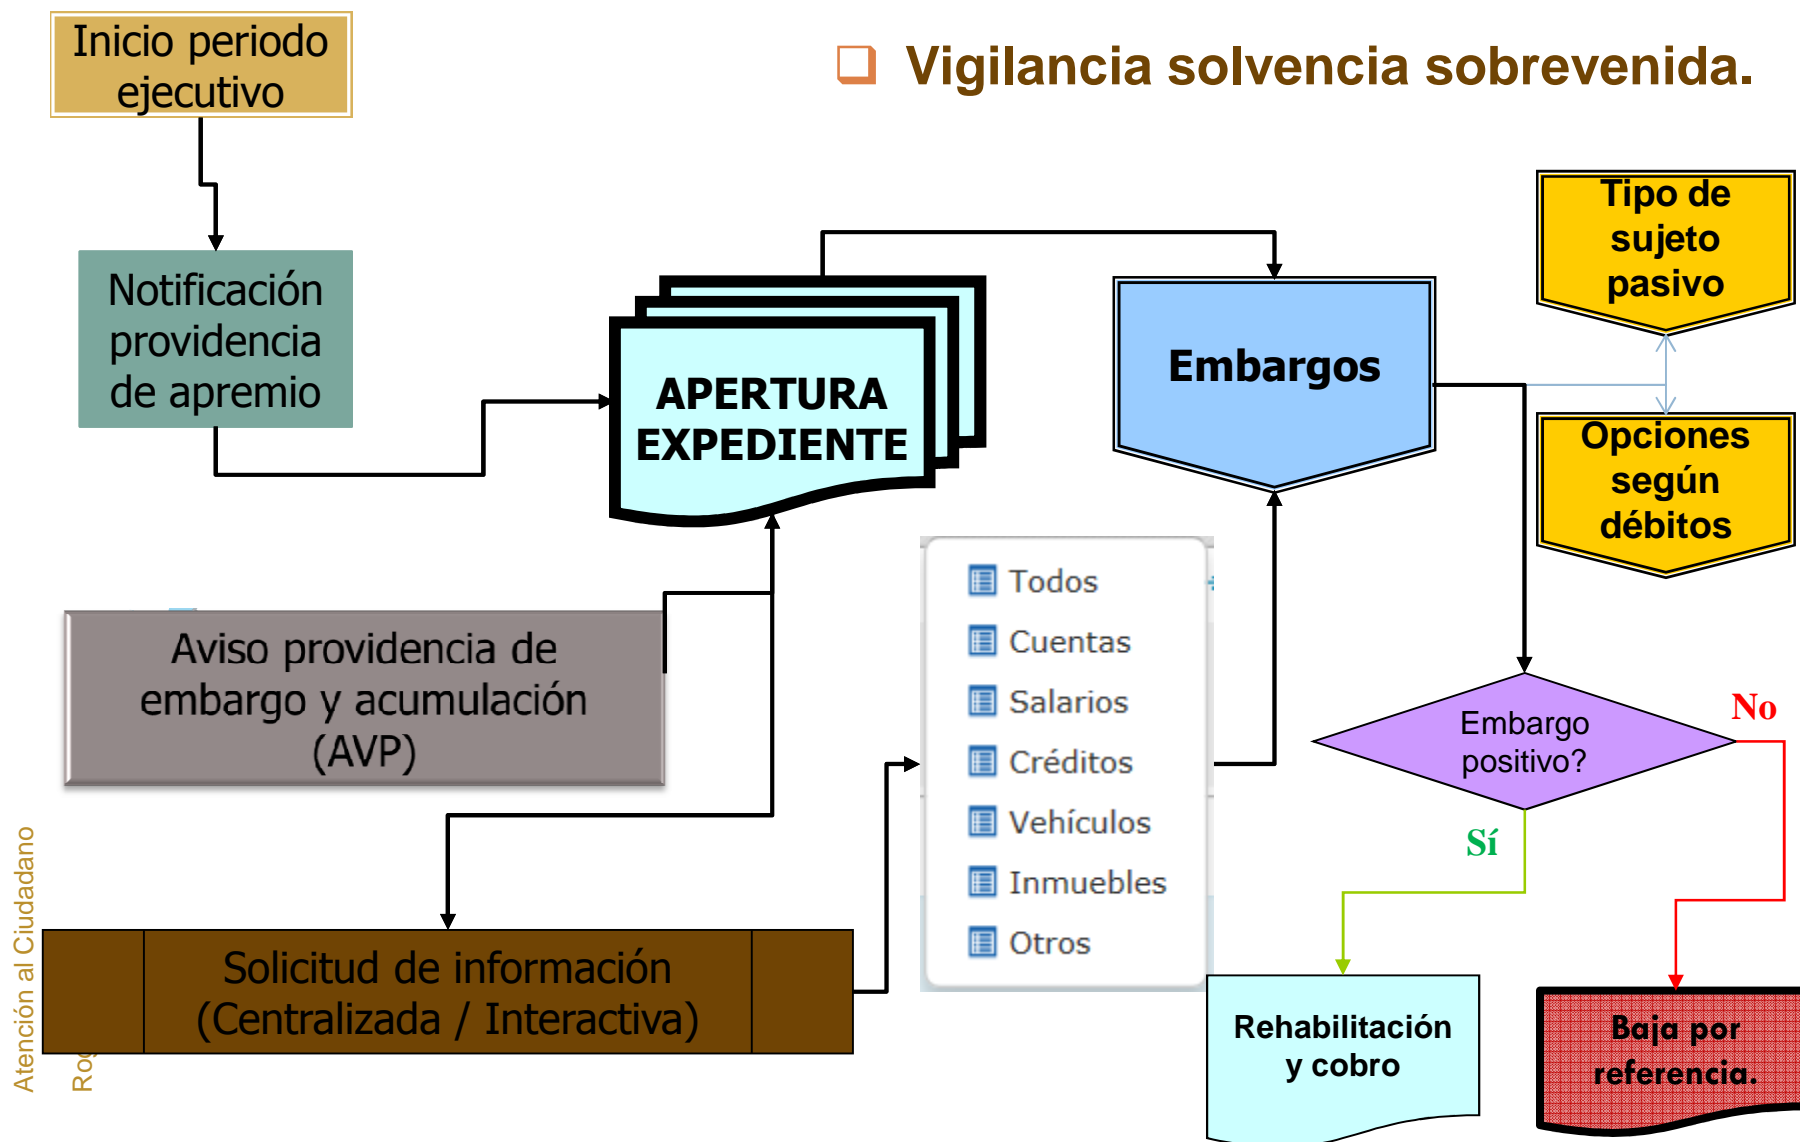 Inicio periodo
ejecutivo
Vigilancia solvencia sobrevenida.
Tipo de
sujeto
pasivo
Notificación
providencia
de apremio
APERTURA
EXPEDIENTE
Embargos
Opciones
según
débitos
Aviso providencia de
embargo y acumulación
(AVP)
Todos
Cuentas
Salarios
Créditos
Vehículos
Inmuebles
Otros
Embargo
positivo?
No
Sí
Solicitud de información
(Centralizada / Interactiva)
Rehabilitación
y cobro
Baja por
referencia.
Atención al Ciudadano